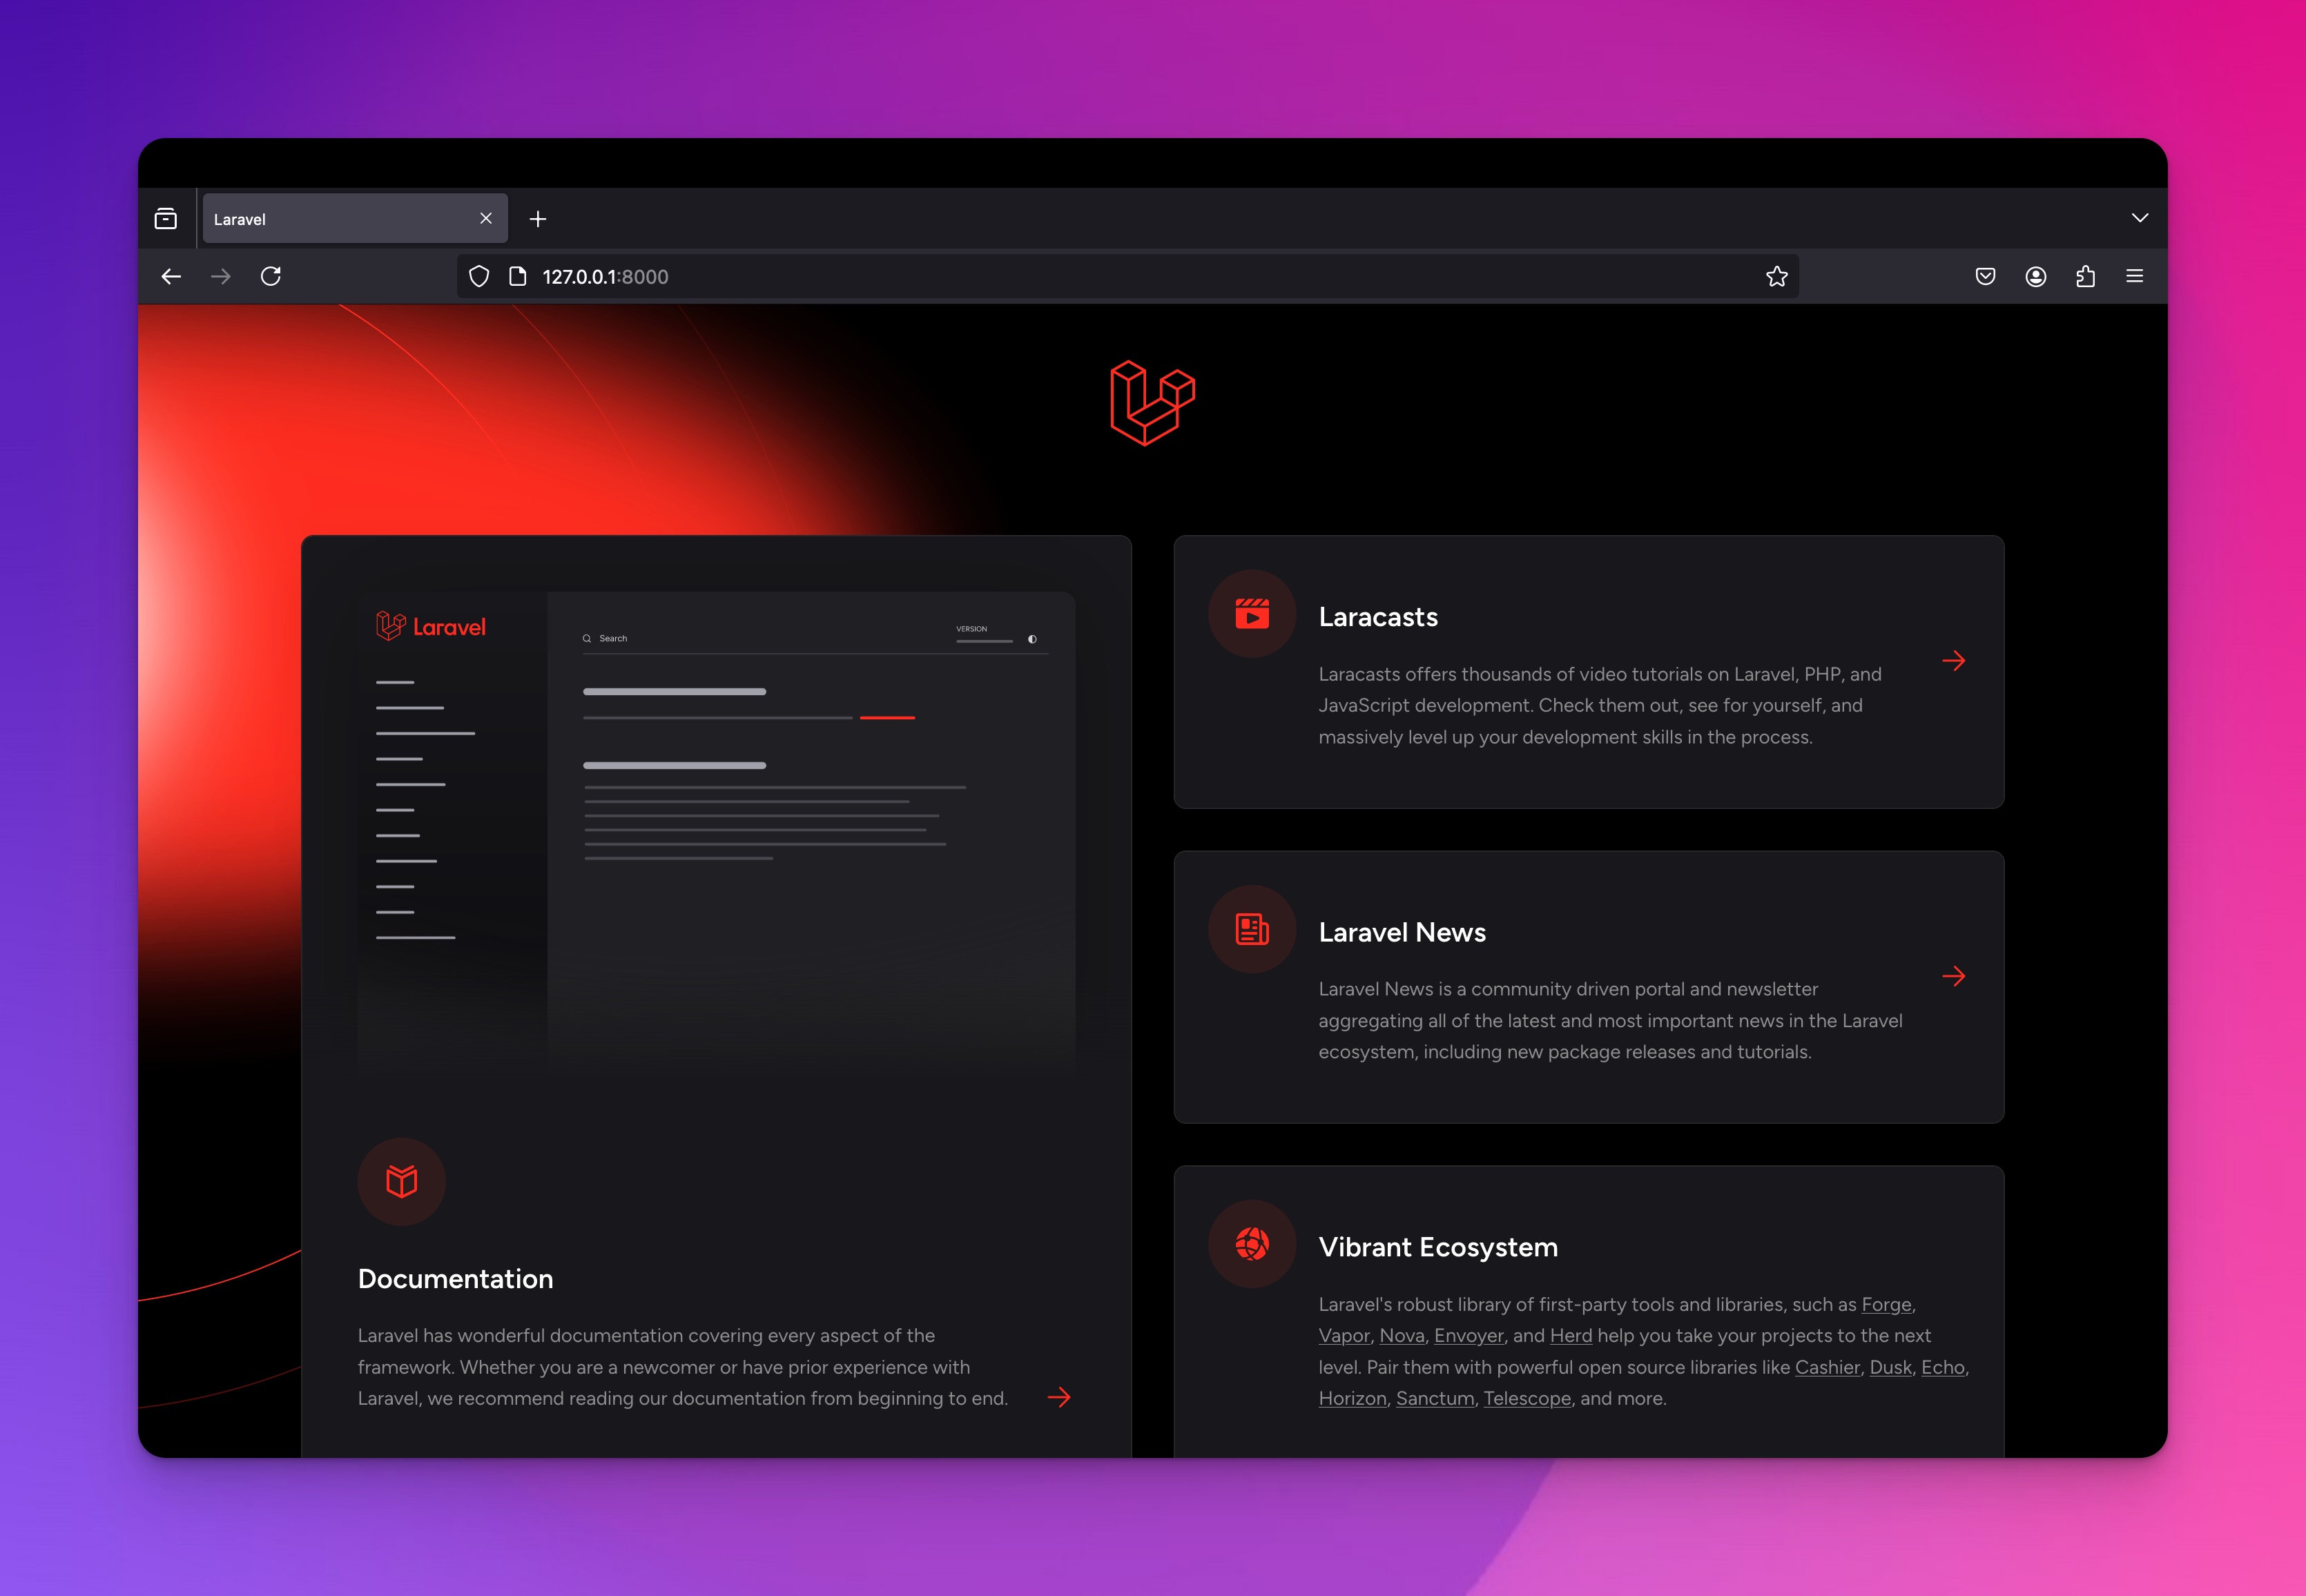 Laravel
127.0.0.1:8000
Laravel
Search
VERSION
Documentation
Laravel has wonderful documentation covering every aspect of the
framework. Whether you are a newcomer or have prior experience with
Laravel, we recommend reading our documentation from beginning to end.
Laracasts
Laracasts offers thousands of video tutorials on Laravel, PHP, and
JavaScript development. Check them out, see for yourself, and
massively level up your development skills in the process.
Laravel News
Laravel News is a community driven portal and newsletter
aggregating all of the latest and most important news in the Laravel
ecosystem, including new package releases and tutorials.
Vibrant Ecosystem
Laravel's robust library of first-party tools and libraries, such as Forge,
Vapor, Nova, Envoyer, and Herd help you take your projects to the next
level. Pair them with powerful open source libraries like Cashier, Dusk, Echo,
Horizon, Sanctum, Telescope, and more.